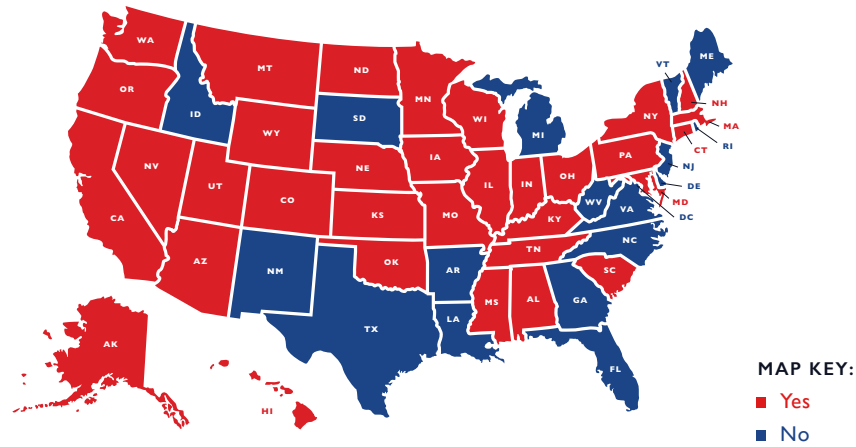 WA
MT
ND
MN
OR
ID
SD
WI
MI
WY
VT
ME
NY
NH
MA
RI
CT
NV
UT
CO
NE
IA
IL
IN
OH
PA
NJ
DE
MD
DC
CA
KS
MO
KY
WV
VA
AZ
NM
OK
AR
TN
NC
SC
MS
AL
GA
LA
TX
FL
AK
HI
MAP KEY:
Yes
No